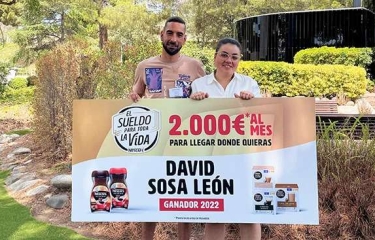 EL
SUELDO
PARA TODA
LA
VIDA
NESCAFÉ
2.000€* AL
MES
PARA LLEGAR DONDE QUIERAS
DAVID
SOSA LEÓN
GANADOR 2022